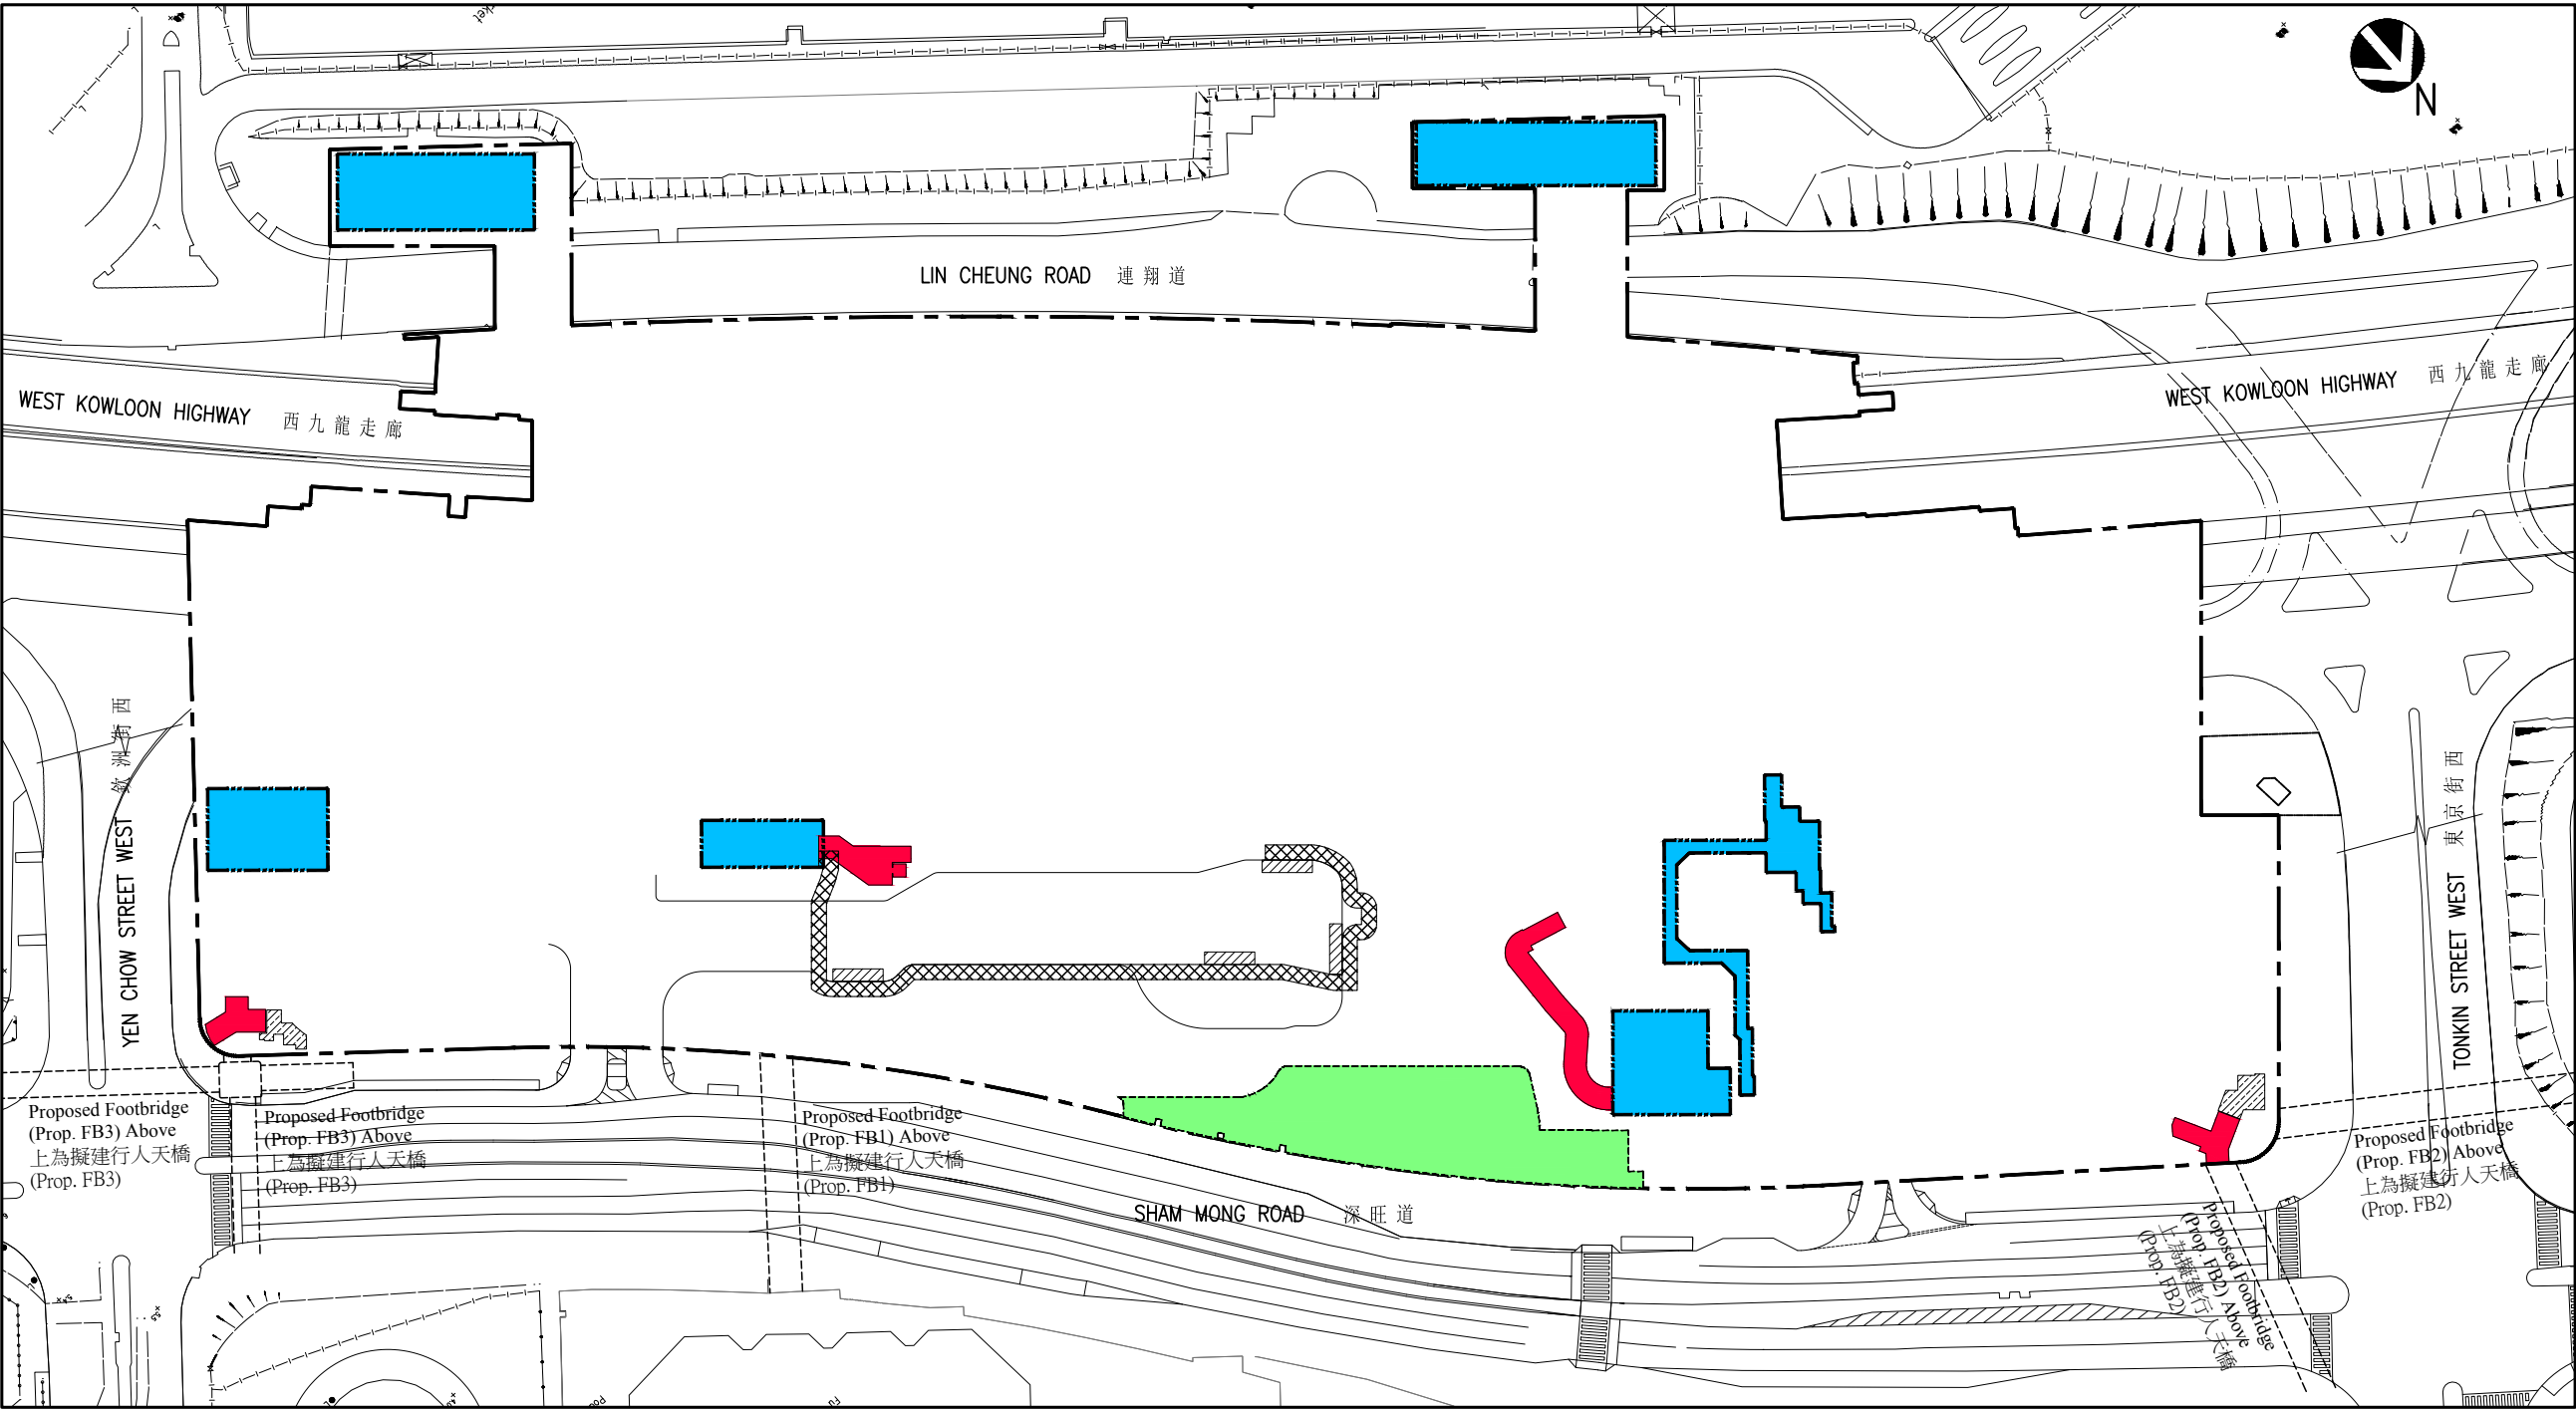 N
LIN CHEUNG ROAD 連翔道
WEST KOWLOON HIGHWAY 西九龍走廊
WEST KOWLOON HIGHWAY 西九龍走廊
YEN CHOW STREET WEST 欽洲街西
TONKIN STREET WEST 東京街西
Proposed Footbridge
(Prop. FB3) Above
上為擬建行人天橋
(Prop. FB3)
Proposed Footbridge
(Prop. FB3) Above
上為擬建行人天橋
(Prop. FB3)
Proposed Footbridge
(Prop. FB1) Above
上為擬建行人天橋
(Prop. FB1)
SHAM MONG ROAD 深旺道
Proposed Footbridge
(Prop. FB2) Above
上為擬建行人天橋
(Prop. FB2)
Proposed Footbridge
(Prop. FB2) Above
上為擬建行人天橋
(Prop. FB2)